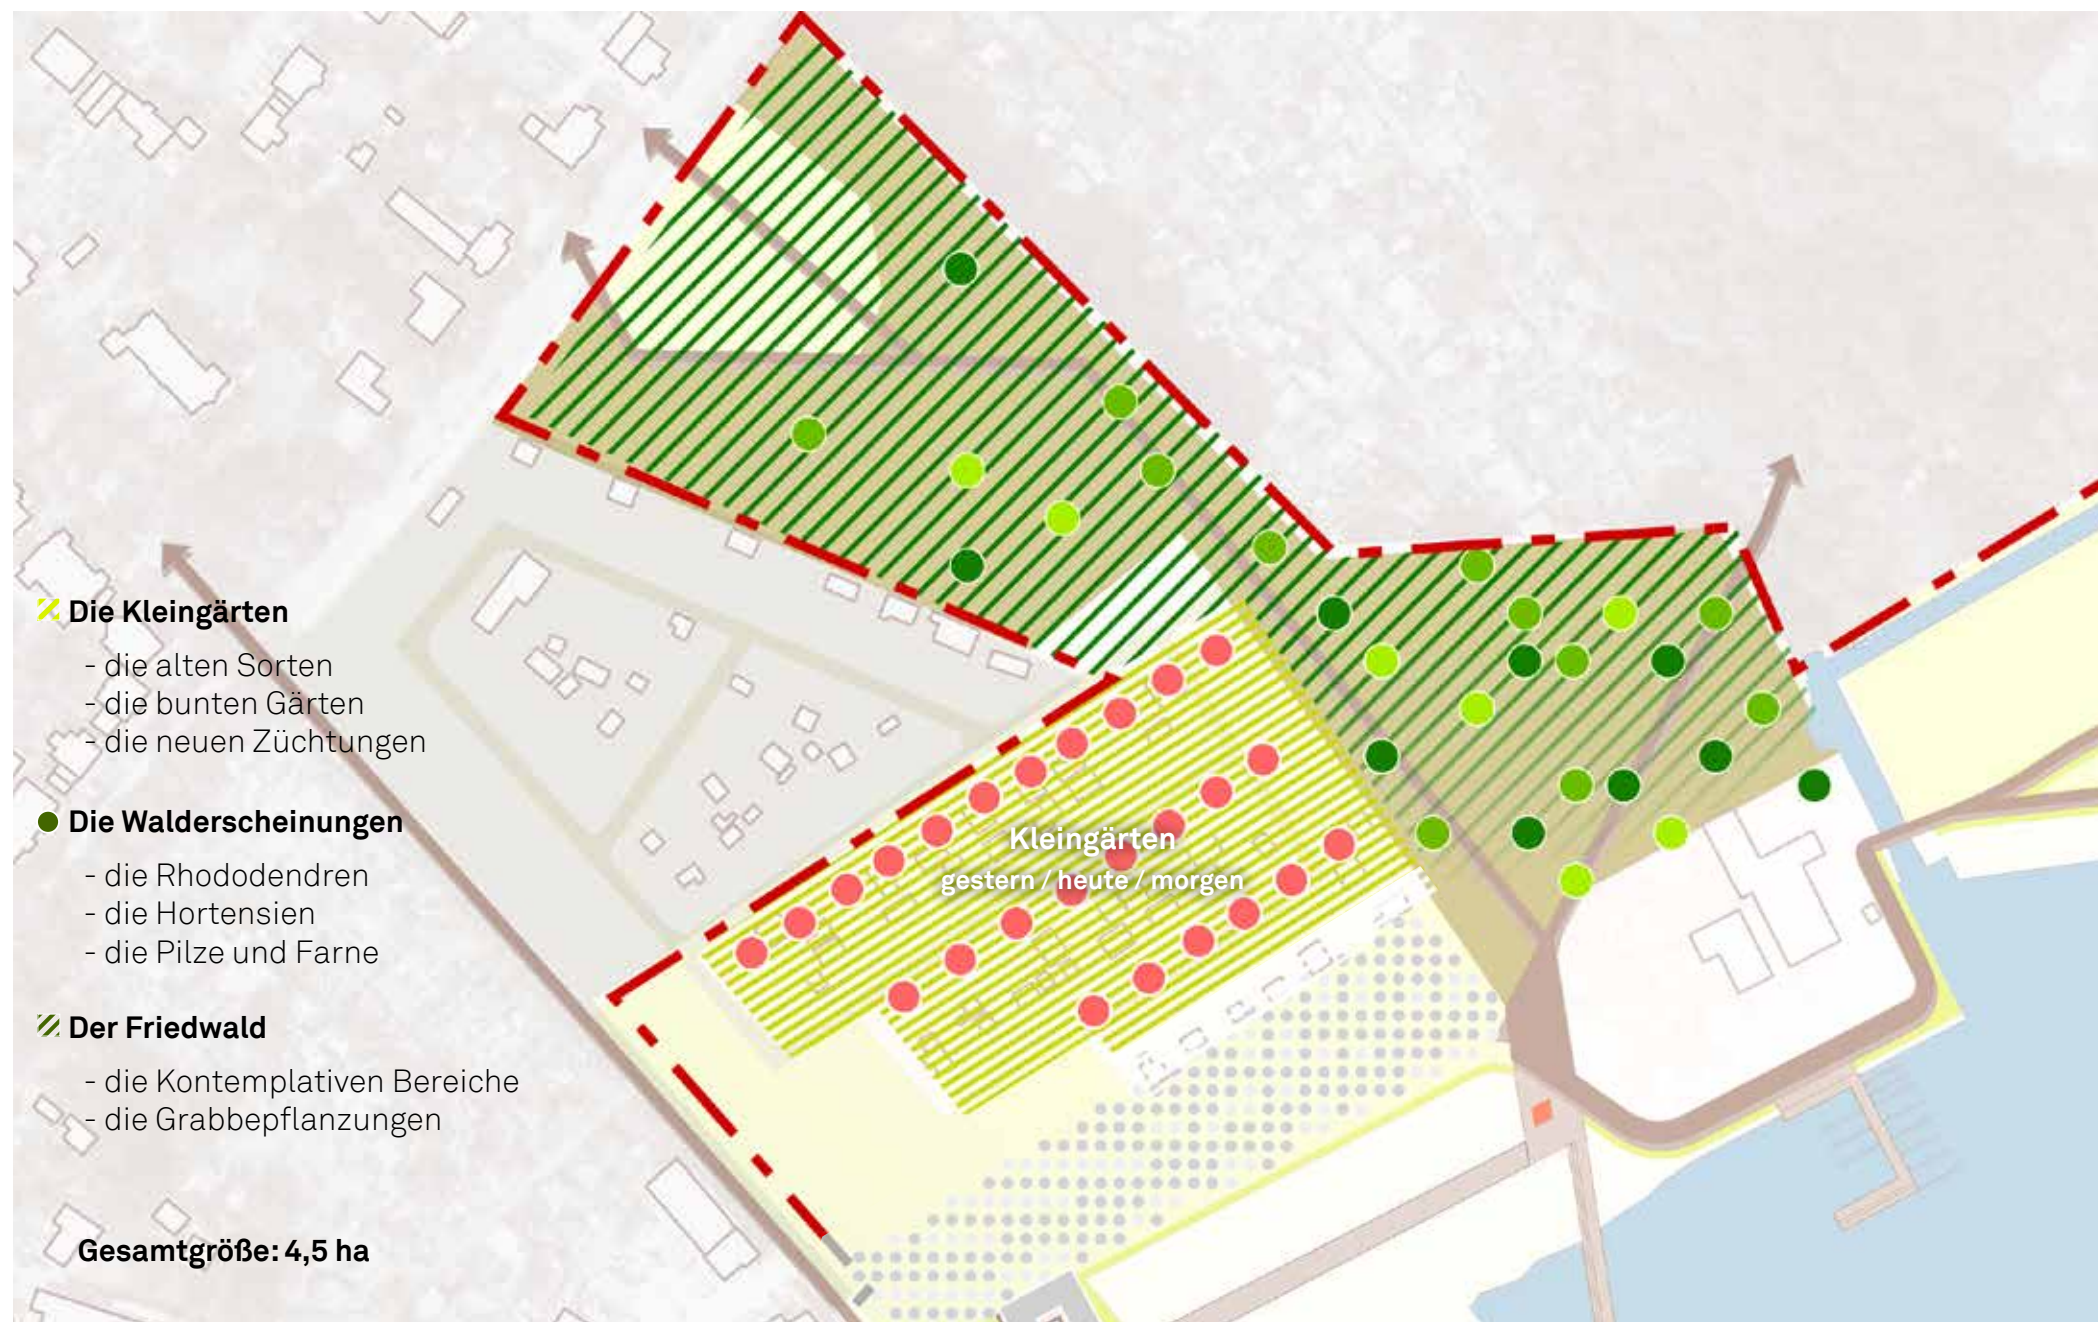 Die Kleingärten
- die alten Sorten
- die bunten Gärten
- die neuen Züchtungen
Die Walderscheinungen
- die Rhododendren
- die Hortensien
- die Pilze und Farne
Der Friedwald
- die Kontemplativen Bereiche
- die Grabbepflanzungen
Gesamtgröße: 4,5 ha
Kleingärten
gestern / heute / morgen